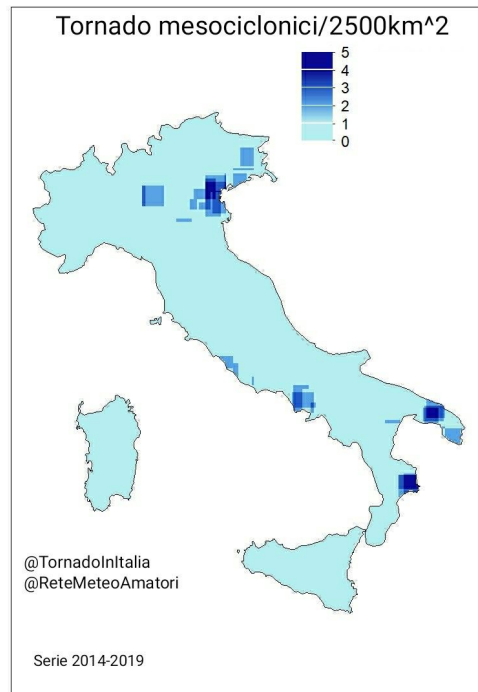 Tornado mesociclonici/2500km^2
5
4
3
2
1
0
@TornadoInItalia
@ReteMeteoAmatori
Serie 2014-2019